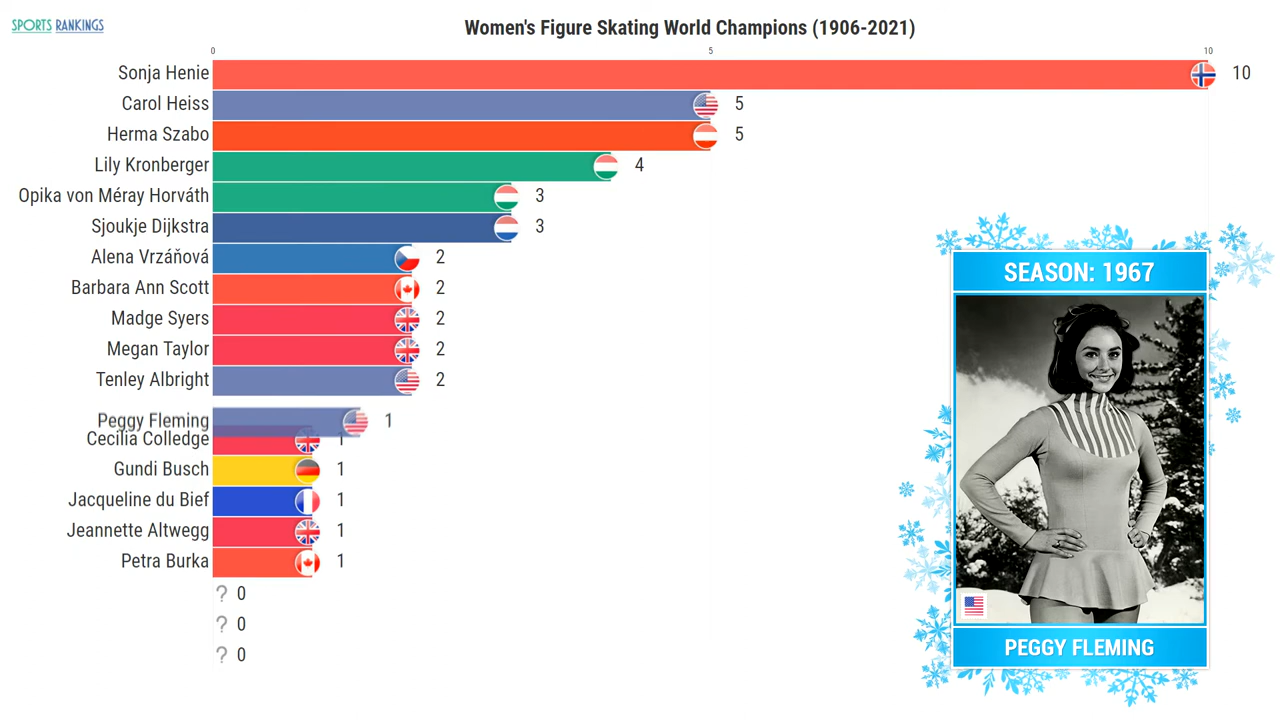 SPORTS RANKINGS
Women's Figure Skating World Champions (1906-2021)
0 5 10
Sonja Henie 10
Carol Heiss 5
Herma Szabo 5
Lily Kronberger 4
Opika von Méray Horváth 3
Sjoukje Dijkstra 3
Alena Vrzáňová 2
Barbara Ann Scott 2
Madge Syers 2
Megan Taylor 2
Tenley Albright 2
Peggy Fleming 1
Cecilia Colledge 1
Gundi Busch 1
Jacqueline du Bief 1
Jeannette Altwegg 1
Petra Burka 1
? 0
? 0
? 0
SEASON: 1967
PEGGY FLEMING